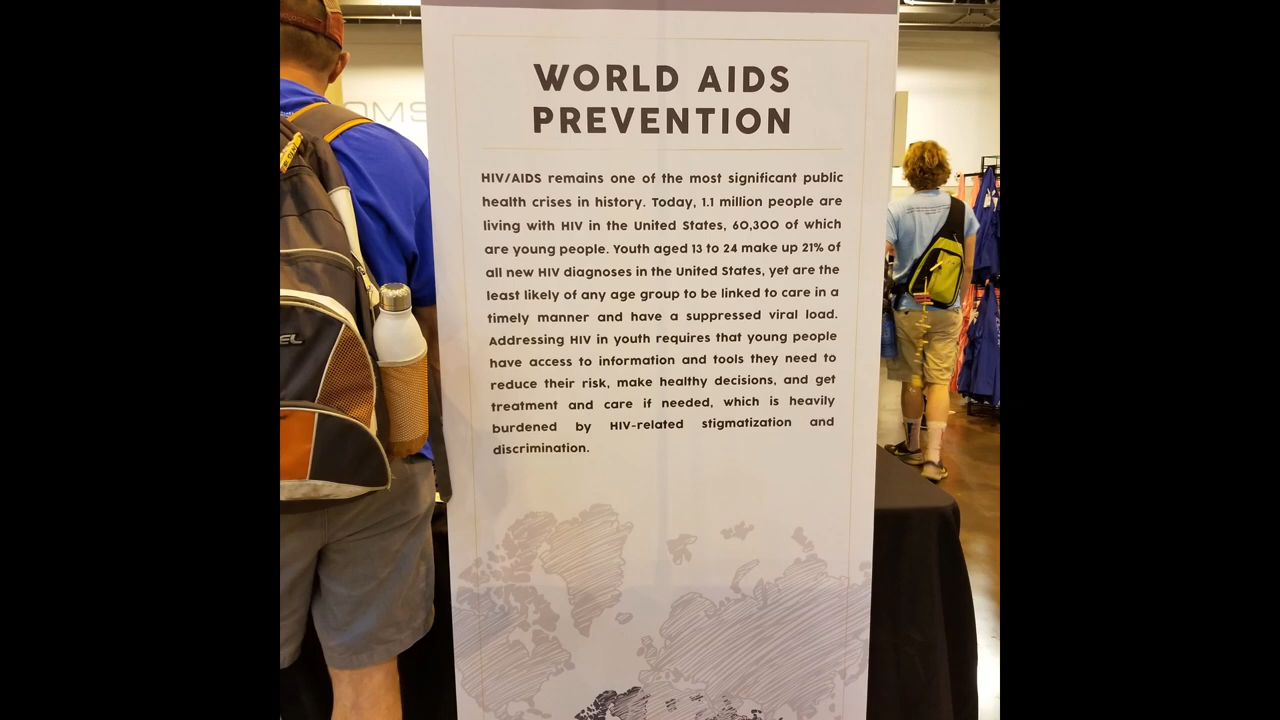 WORLD AIDS
PREVENTION
HIV/AIDS remains one of the most significant public
health crises in history. Today, 1.1 million people are
living with HIV in the United States, 60,300 of which
are young people. Youth aged 13 to 24 make up 21% of
all new HIV diagnoses in the United States, yet are the
least likely of any age group to be linked to care in a
timely manner and have a suppressed viral load.
Addressing HIV in youth requires that young people
have access to information and tools they need to
reduce their risk, make healthy decisions, and get
treatment and care if needed, which is heavily
burdened by HIV-related stigmatization and
discrimination.